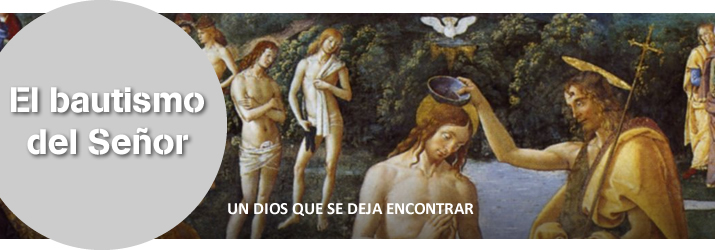 El bautismo
del Señor
UN DIOS QUE SE DEJA ENCONTRAR